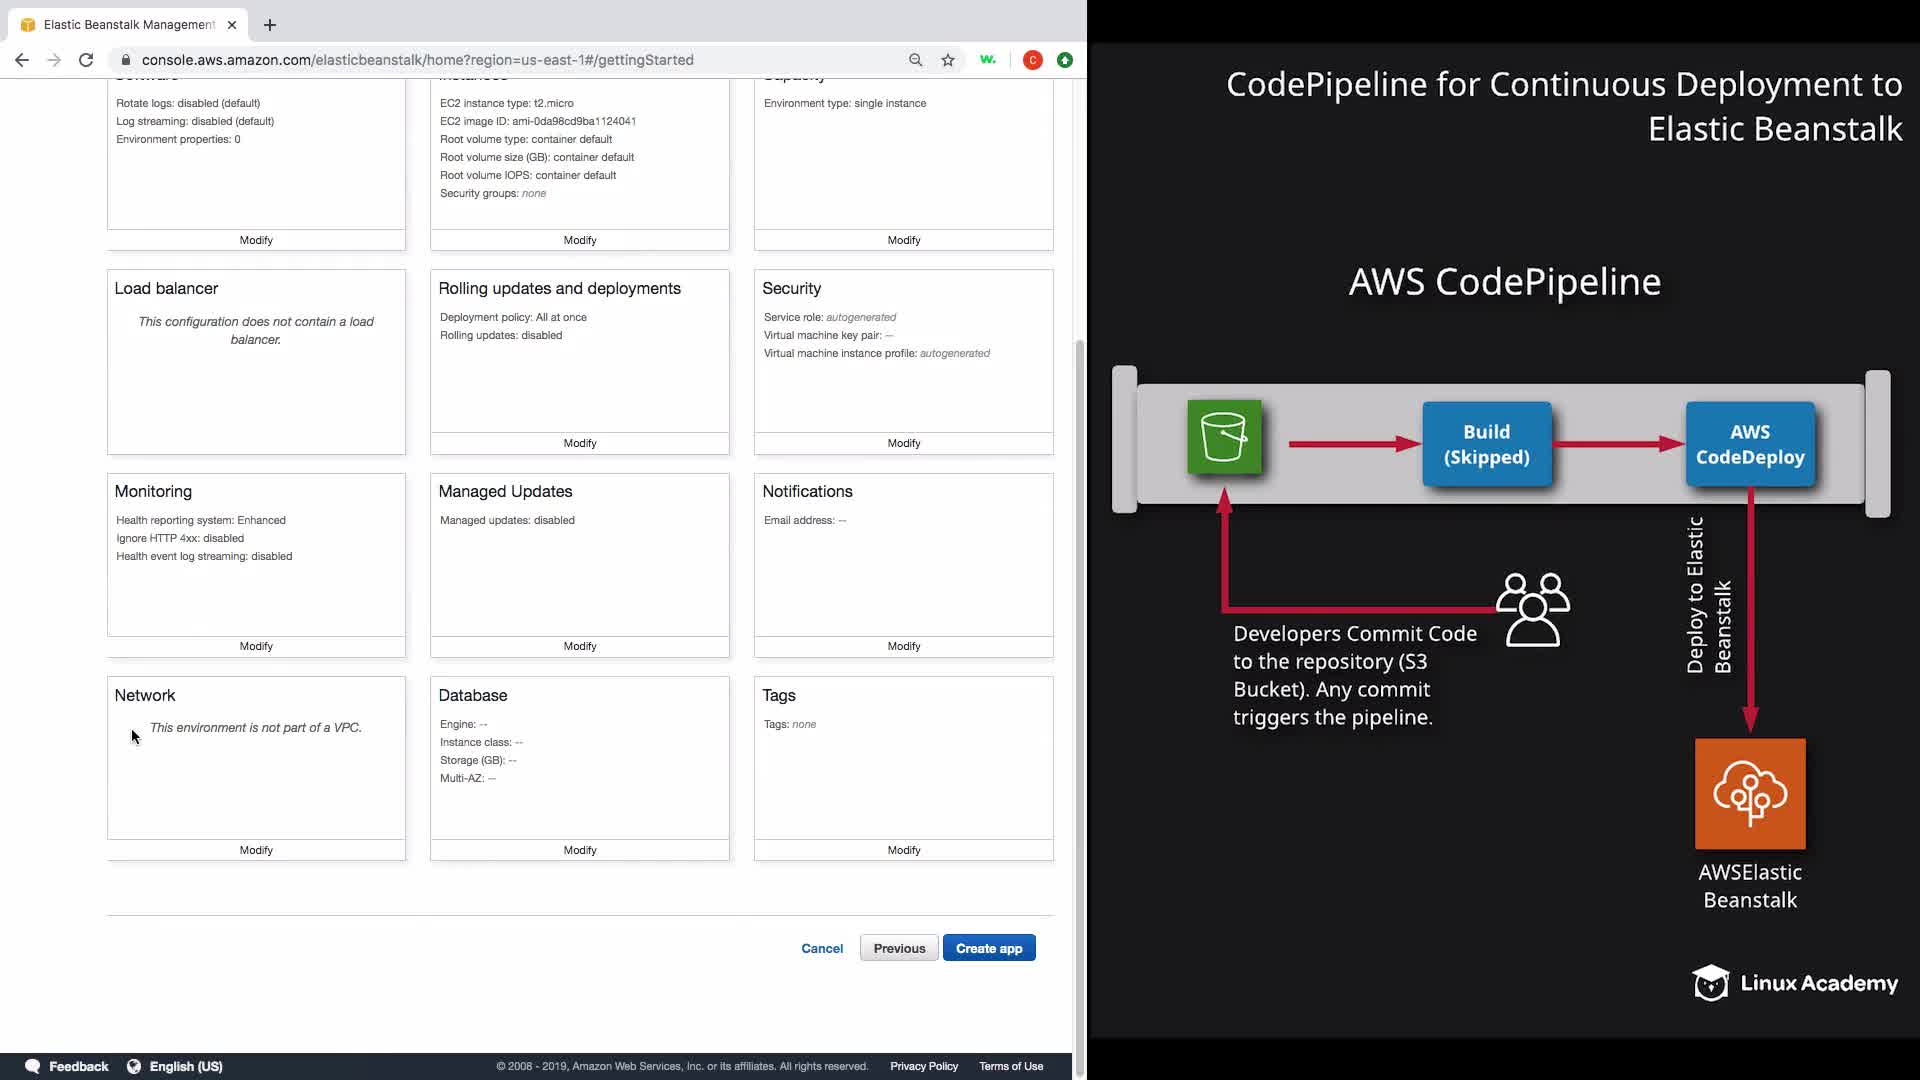 Elastic Beanstalk Management
console.aws.amazon.com/elasticbeanstalk/home?region=us-east-1#/gettingStarted
w.
C
Software
Rotate logs: disabled (default)
Log streaming: disabled (default)
Environment properties: 0
Modify
Instances
EC2 instance type: t2.micro
EC2 image ID: ami-0da98cd9ba1124041
Root volume type: container default
Root volume size (GB): container default
Root volume IOPS: container default
Security groups: none
Modify
Capacity
Environment type: single instance
Modify
Load balancer
This configuration does not contain a load
balancer.
Rolling updates and deployments
Deployment policy: All at once
Rolling updates: disabled
Modify
Security
Service role: autogenerated
Virtual machine key pair: --
Virtual machine instance profile: autogenerated
Modify
Monitoring
Health reporting system: Enhanced
Ignore HTTP 4xx: disabled
Health event log streaming: disabled
Modify
Managed Updates
Managed updates: disabled
Modify
Notifications
Email address: --
Modify
Network
This environment is not part of a VPC.
Modify
Database
Engine: --
Instance class: --
Storage (GB): --
Multi-AZ: --
Modify
Tags
Tags: none
Modify
Cancel
Previous
Create app
Feedback
English (US)
© 2008 - 2019, Amazon Web Services, Inc. or its affiliates. All rights reserved.
Privacy Policy
Terms of Use
CodePipeline for Continuous Deployment to
Elastic Beanstalk
AWS CodePipeline
Build
(Skipped)
AWS
CodeDeploy
Developers Commit Code
to the repository (S3
Bucket). Any commit
triggers the pipeline.
Deploy to Elastic
Beanstalk
AWSElastic
Beanstalk
Linux Academy